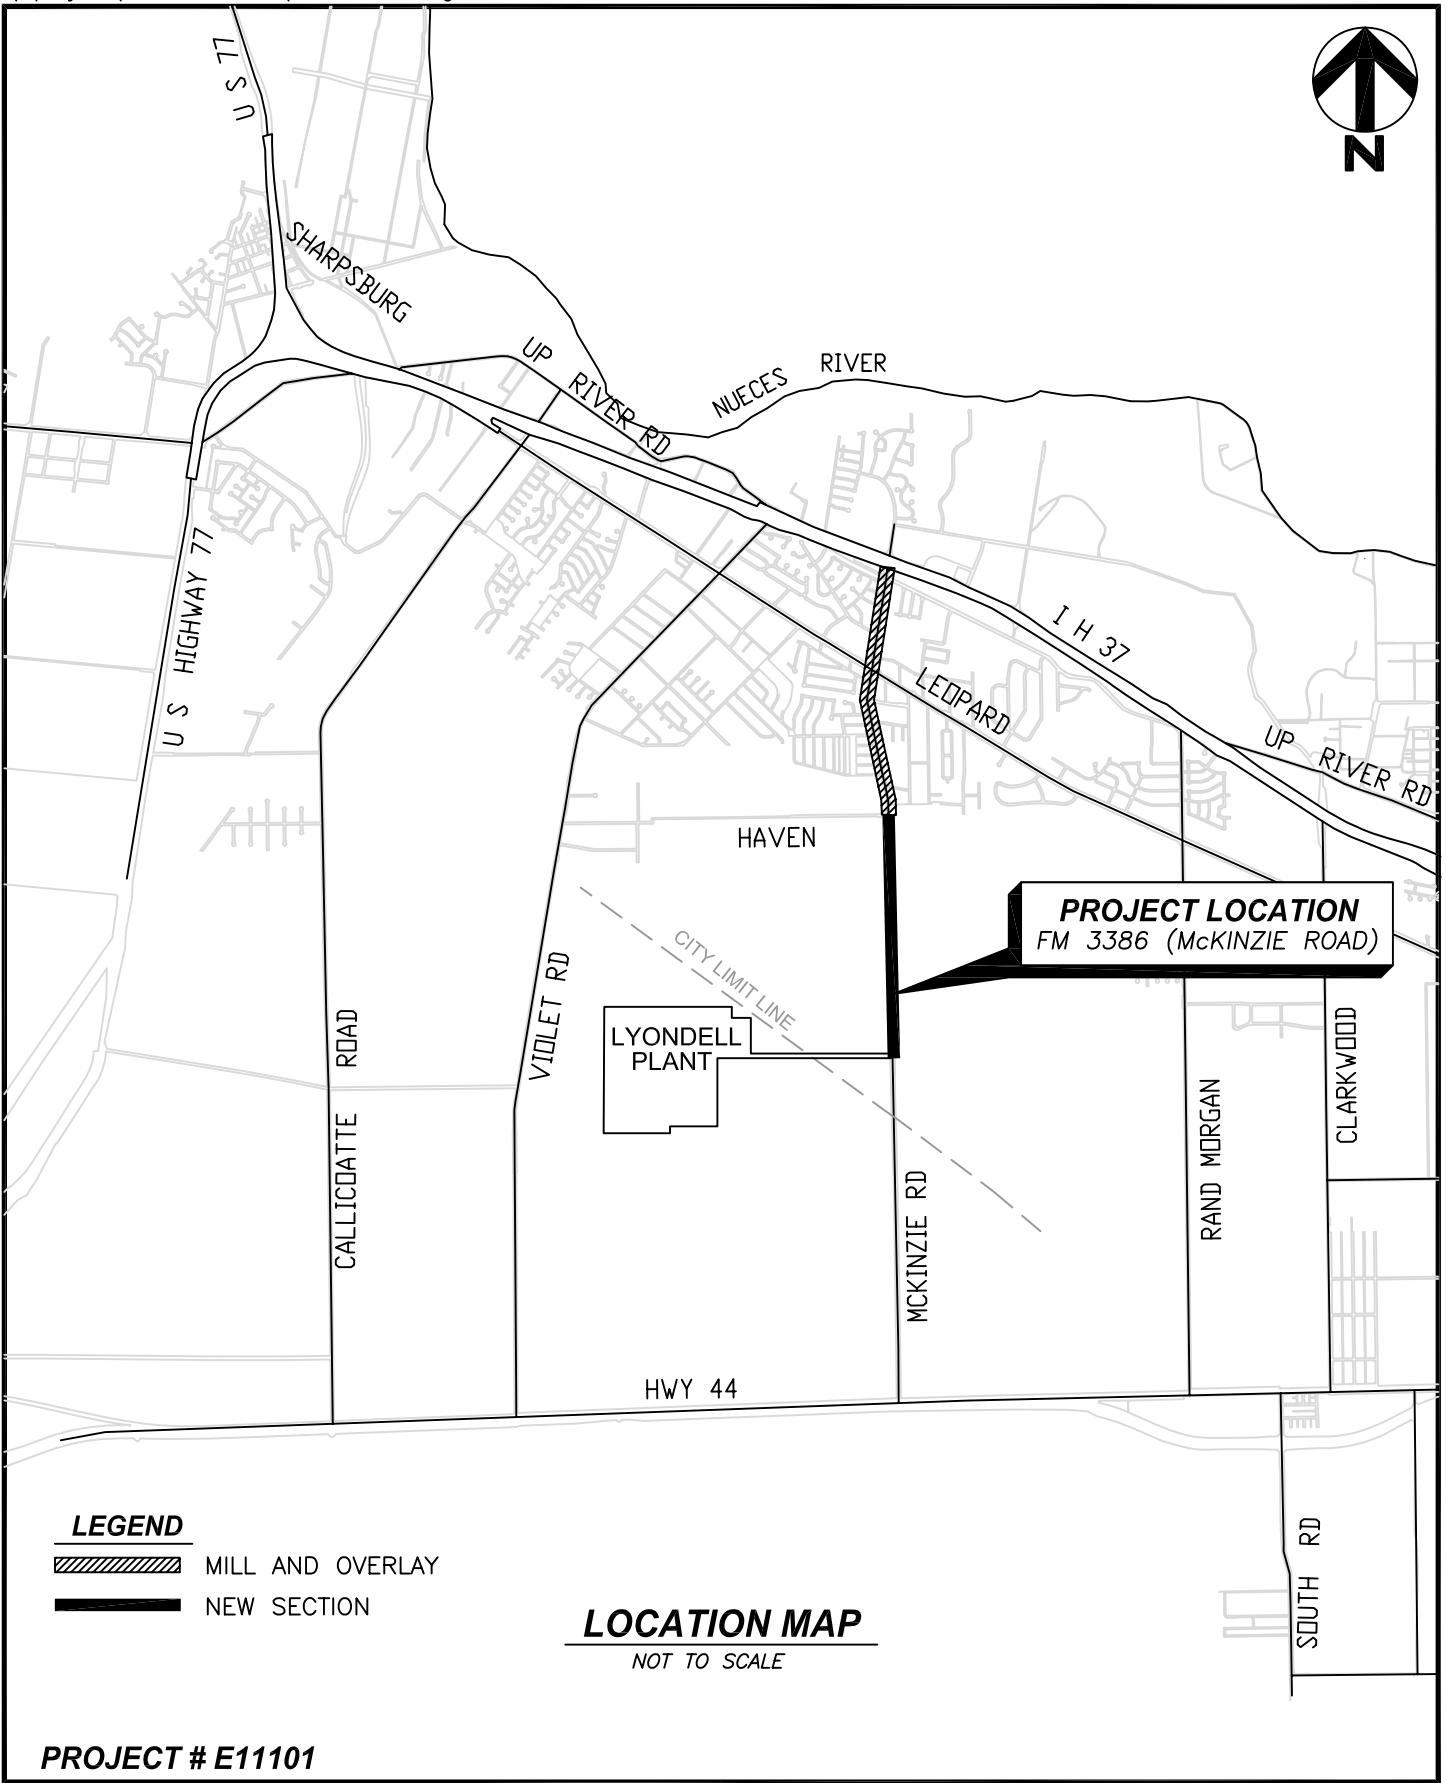 U S 77
N
SHARPSBURG
UP RIVER RD
NUECES RIVER
U S HIGHWAY 77
I H 37
LEOPARD
UP RIVER RD
HAVEN
PROJECT LOCATION
FM 3386 (McKINZIE ROAD)
CITY LIMIT LINE
VIOLET RD
LYONDELL
PLANT
CALLICOATTE ROAD
CLARKWOOD
RAND MORGAN
MCKINZIE RD
HWY 44
SOUTH RD
LEGEND
MILL AND OVERLAY
NEW SECTION
LOCATION MAP
NOT TO SCALE
PROJECT # E11101